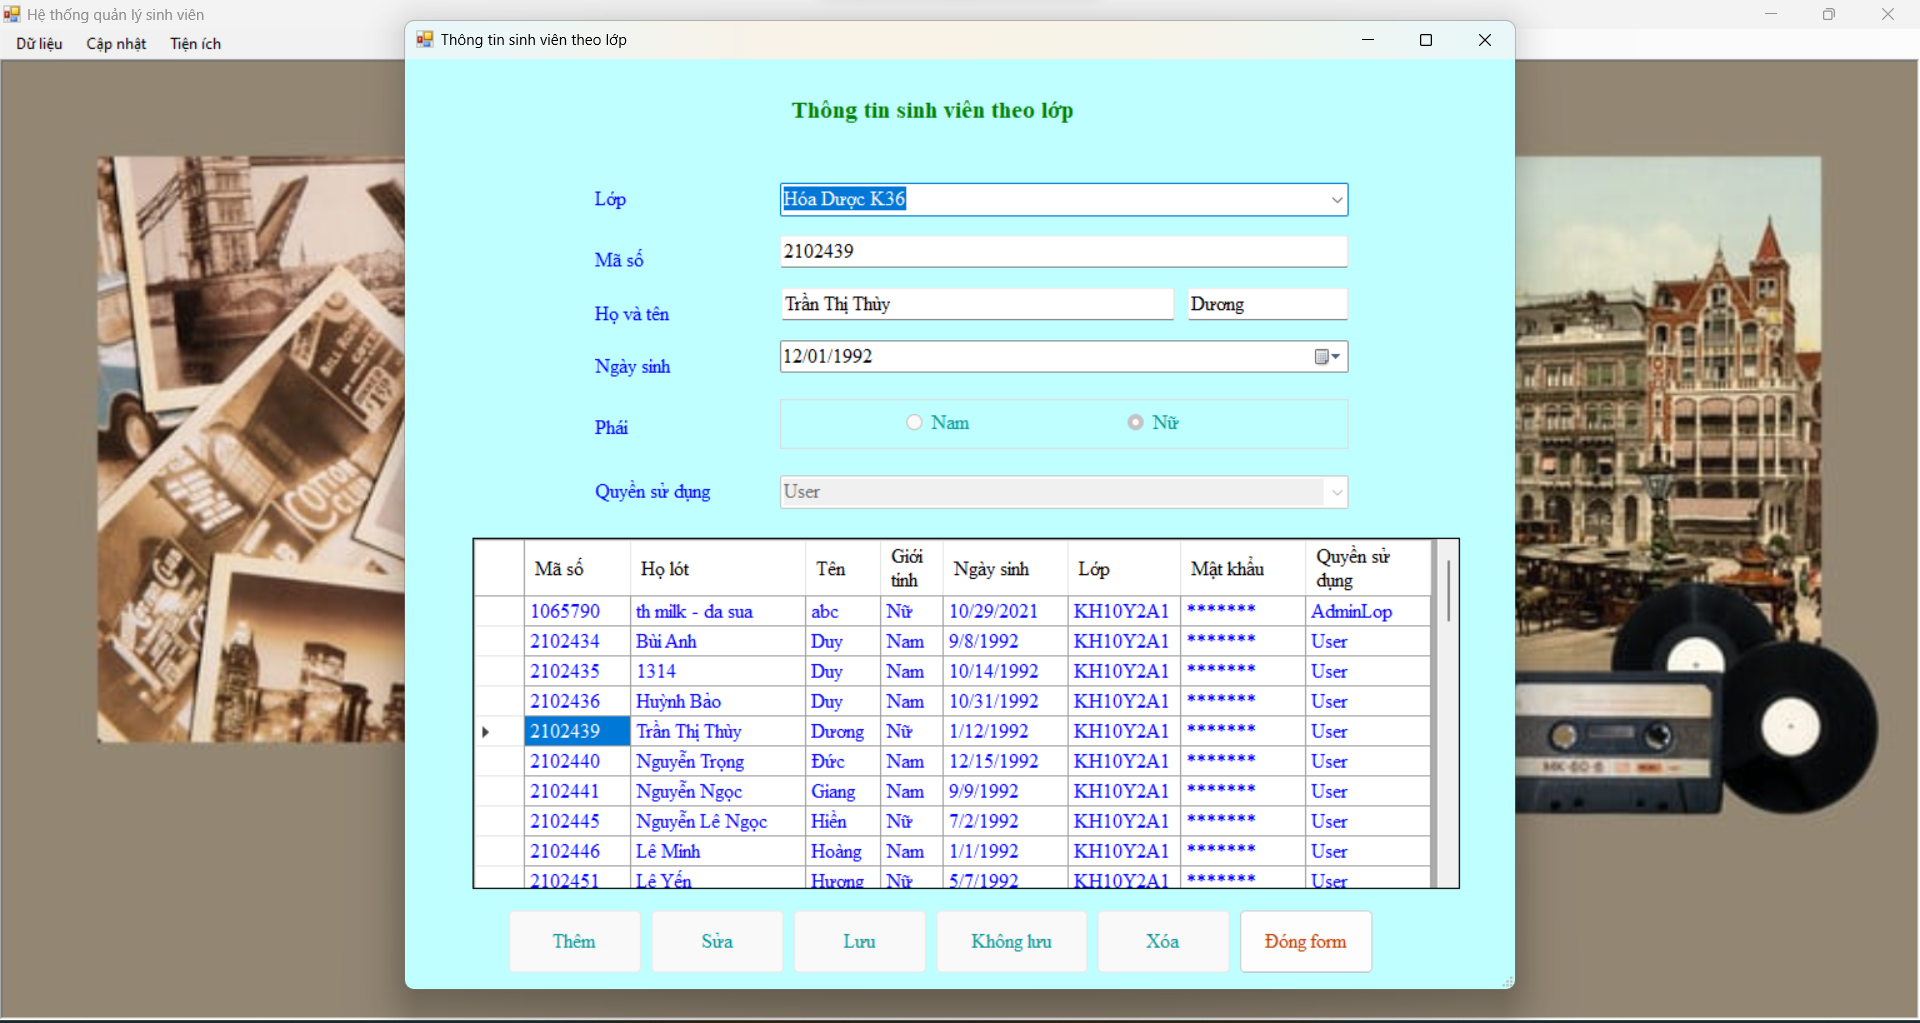 Hệ thống quản lý sinh viên
Dữ liệu Cập nhật Tiện ích
Thông tin sinh viên theo lớp
Thông tin sinh viên theo lớp
Lớp Hóa Dược K36
Mã số 2102439
Họ và tên Trần Thị Thùy Dương
Ngày sinh 12/01/1992
Phái Nam Nữ
Quyền sử dụng User
Mã số Họ lót Tên Giới tính Ngày sinh Lớp Mật khẩu Quyền sử dụng
1065790 th milk - da sua abc Nữ 10/29/2021 KH10Y2A1 ******* AdminLop
2102434 Bùi Anh Duy Nam 9/8/1992 KH10Y2A1 ******* User
2102435 1314 Duy Nam 10/14/1992 KH10Y2A1 ******* User
2102436 Huỳnh Bảo Duy Nam 10/31/1992 KH10Y2A1 ******* User
2102439 Trần Thị Thùy Dương Nữ 1/12/1992 KH10Y2A1 ******* User
2102440 Nguyễn Trọng Đức Nam 12/15/1992 KH10Y2A1 ******* User
2102441 Nguyễn Ngọc Giang Nam 9/9/1992 KH10Y2A1 ******* User
2102445 Nguyễn Lê Ngọc Hiền Nữ 7/2/1992 KH10Y2A1 ******* User
2102446 Lê Minh Hoàng Nam 1/1/1992 KH10Y2A1 ******* User
2102451 Lê Yến Hương Nữ 5/7/1992 KH10Y2A1 ******* User
Thêm Sửa Lưu Không lưu Xóa Đóng form
COTTON
CLUB